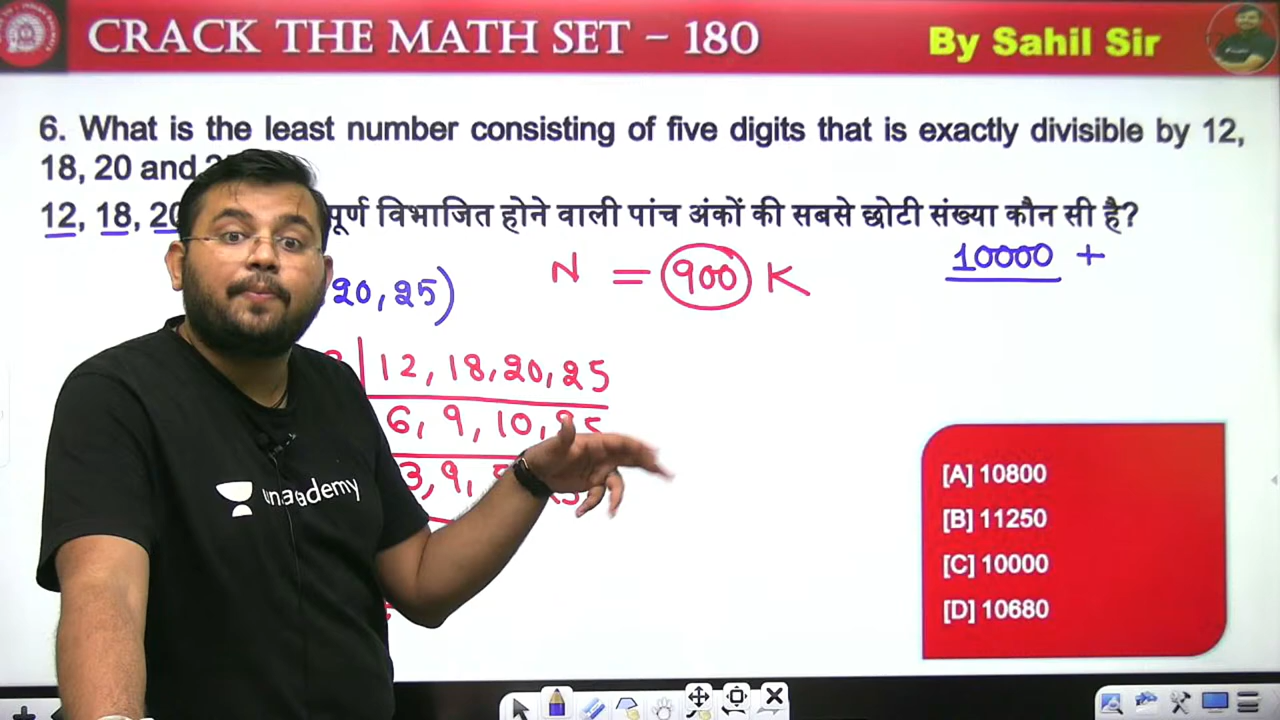 CRACK THE MATH SET - 180
By Sahil Sir
6. What is the least number consisting of five digits that is exactly divisible by 12,
18, 20 and
12, 18, 20 पूर्ण विभाजित होने वाली पांच अंकों की सबसे छोटी संख्या कौन सी है?
10000 +
N = 900 K
20, 25)
12, 18, 20, 25
6, 9, 10, 25
3, 9,
unacademy
[A] 10800
[B] 11250
[C] 10000
[D] 10680